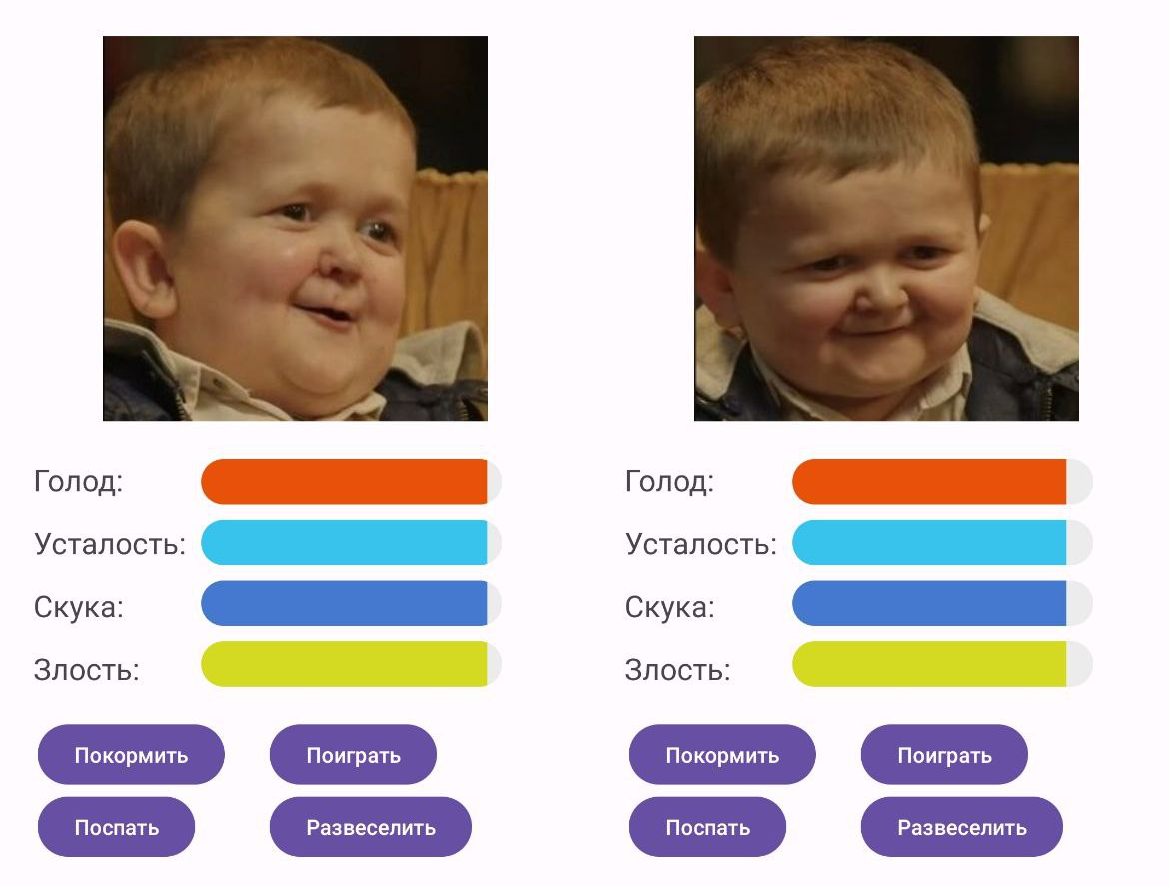 Голод:
Усталость:
Скука:
Злость:
Покормить
Поиграть
Поспать
Развеселить
Голод:
Усталость:
Скука:
Злость:
Покормить
Поиграть
Поспать
Развеселить